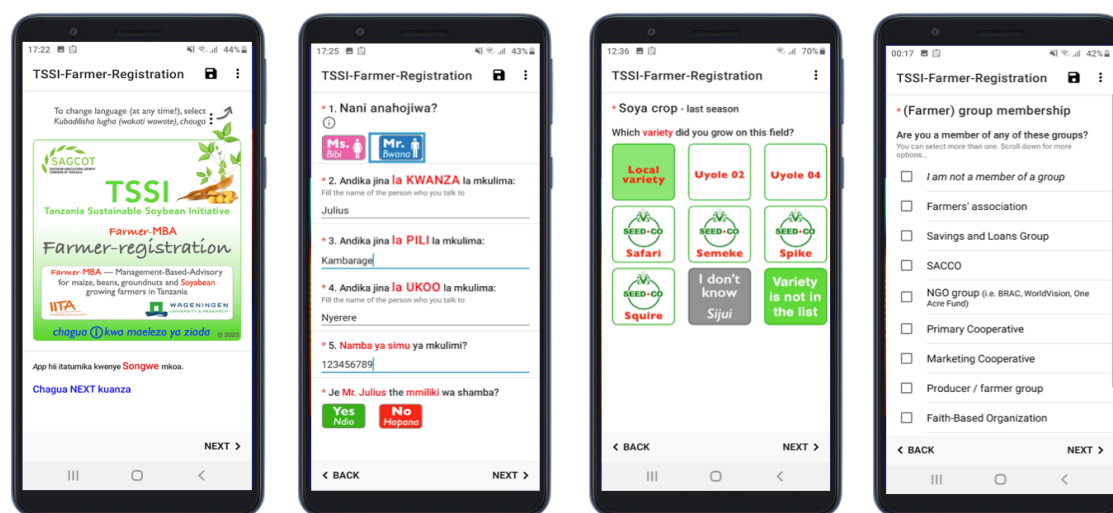 17:22
44%
TSSI-Farmer-Registration
To change language (at any time!), select
Kubadilisha lugha (wakati wowote), chauga
SAGCOT
SOUTHERN AGRICULTURAL GROWTH
CORRIDOR OF TANZANIA
TSSI
Tanzania Sustainable Soybean Initiative
Farmer-MBA
Farmer-registration
Farmer-MBA — Management-Based-Advisory
for maize, beans, groundnuts and Soyabean
growing farmers in Tanzania
IITA
WAGENINGEN
UNIVERSITY & RESEARCH
chagua ⓘ kwa maelezo ya ziada © 2023
App hii itatumika kwenye Songwe mkoa.
Chagua NEXT kuanza
NEXT >
17:25
43%
TSSI-Farmer-Registration
* 1. Nani anahojiwa?
Ms.
Bibi
Mr.
Bwana
* 2. Andika jina la KWANZA la mkulima:
Fill the name of the person who you talk to
Julius
* 3. Andika jina la PILI la mkulima:
Kambarage
* 4. Andika jina la UKOO la mkulima:
Fill the name of the person who you talk to
Nyerere
* 5. Namba ya simu ya mkulimi?
123456789
* Je Mr. Julius the mmiliki wa shamba?
Yes
Ndio
No
Hapana
< BACK
NEXT >
12:36
70%
TSSI-Farmer-Registration
* Soya crop - last season
Which variety did you grow on this field?
Local
variety
Uyole 02
Uyole 04
SEED•CO
Safari
SEED•CO
Semeke
SEED•CO
Spike
SEED•CO
Squire
I don't
know
Sijui
Variety
is not in
the list
< BACK
NEXT >
00:17
42%
TSSI-Farmer-Registration
* (Farmer) group membership
Are you a member of any of these groups?
You can select more than one. Scroll down for more
options...
I am not a member of a group
Farmers' association
Savings and Loans Group
SACCO
NGO group (i.e. BRAC, WorldVision, One
Acre Fund)
Primary Cooperative
Marketing Cooperative
Producer / farmer group
Faith-Based Organization
< BACK
NEXT >